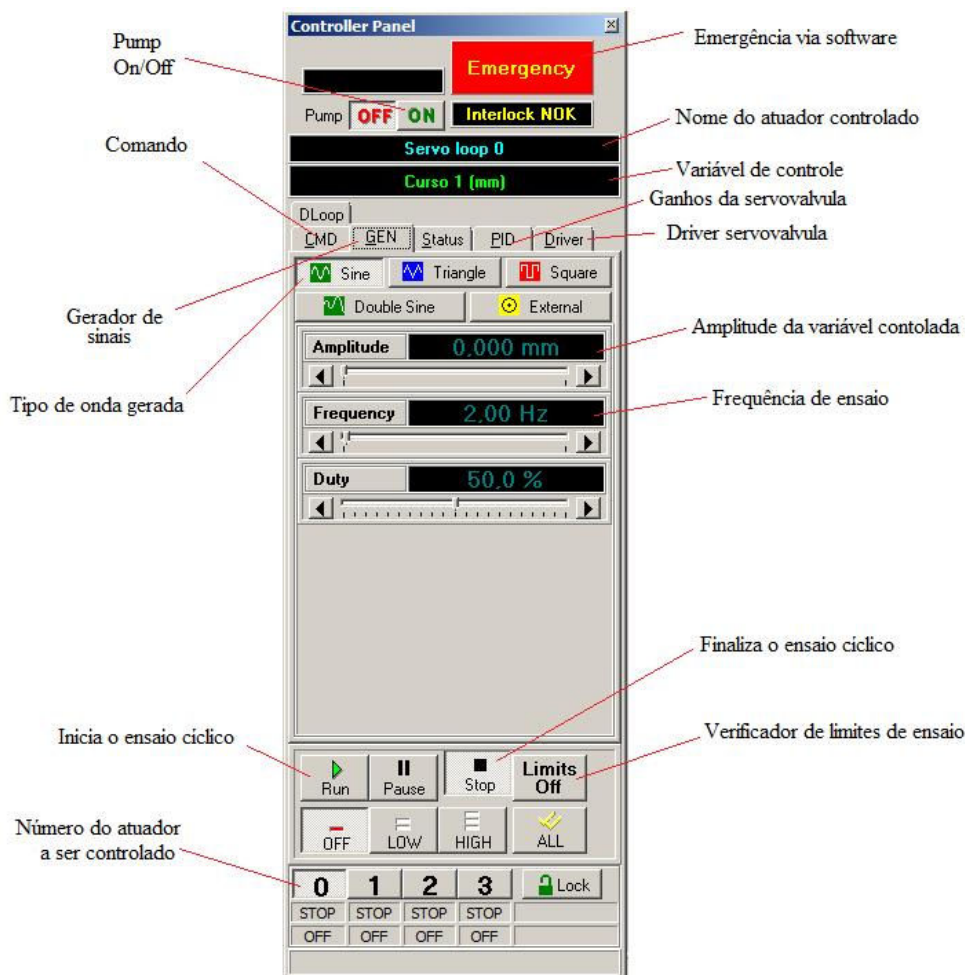 Controller Panel
Pump
On/Off
Emergência via software
Emergency
Pump OFF ON Interlock NOK
Nome do atuador controlado
Comando
Servo loop 0
Variável de controle
Curso 1 (mm)
Ganhos da servovalvula
DLoop
CMD GEN Status PID Driver
Driver servovalvula
Sine Triangle Square
Double Sine External
Gerador de
sinais
Amplitude 0,000 mm
Amplitude da variável contolada
Tipo de onda gerada
Frequency 2,00 Hz
Frequência de ensaio
Duty 50,0 %
Finaliza o ensaio cíclico
Inicia o ensaio cíclico
Verificador de limites de ensaio
Run Pause Stop Limits
Off
OFF LOW HIGH ALL
Número do atuador
a ser controlado
0 1 2 3 Lock
STOP STOP STOP STOP
OFF OFF OFF OFF